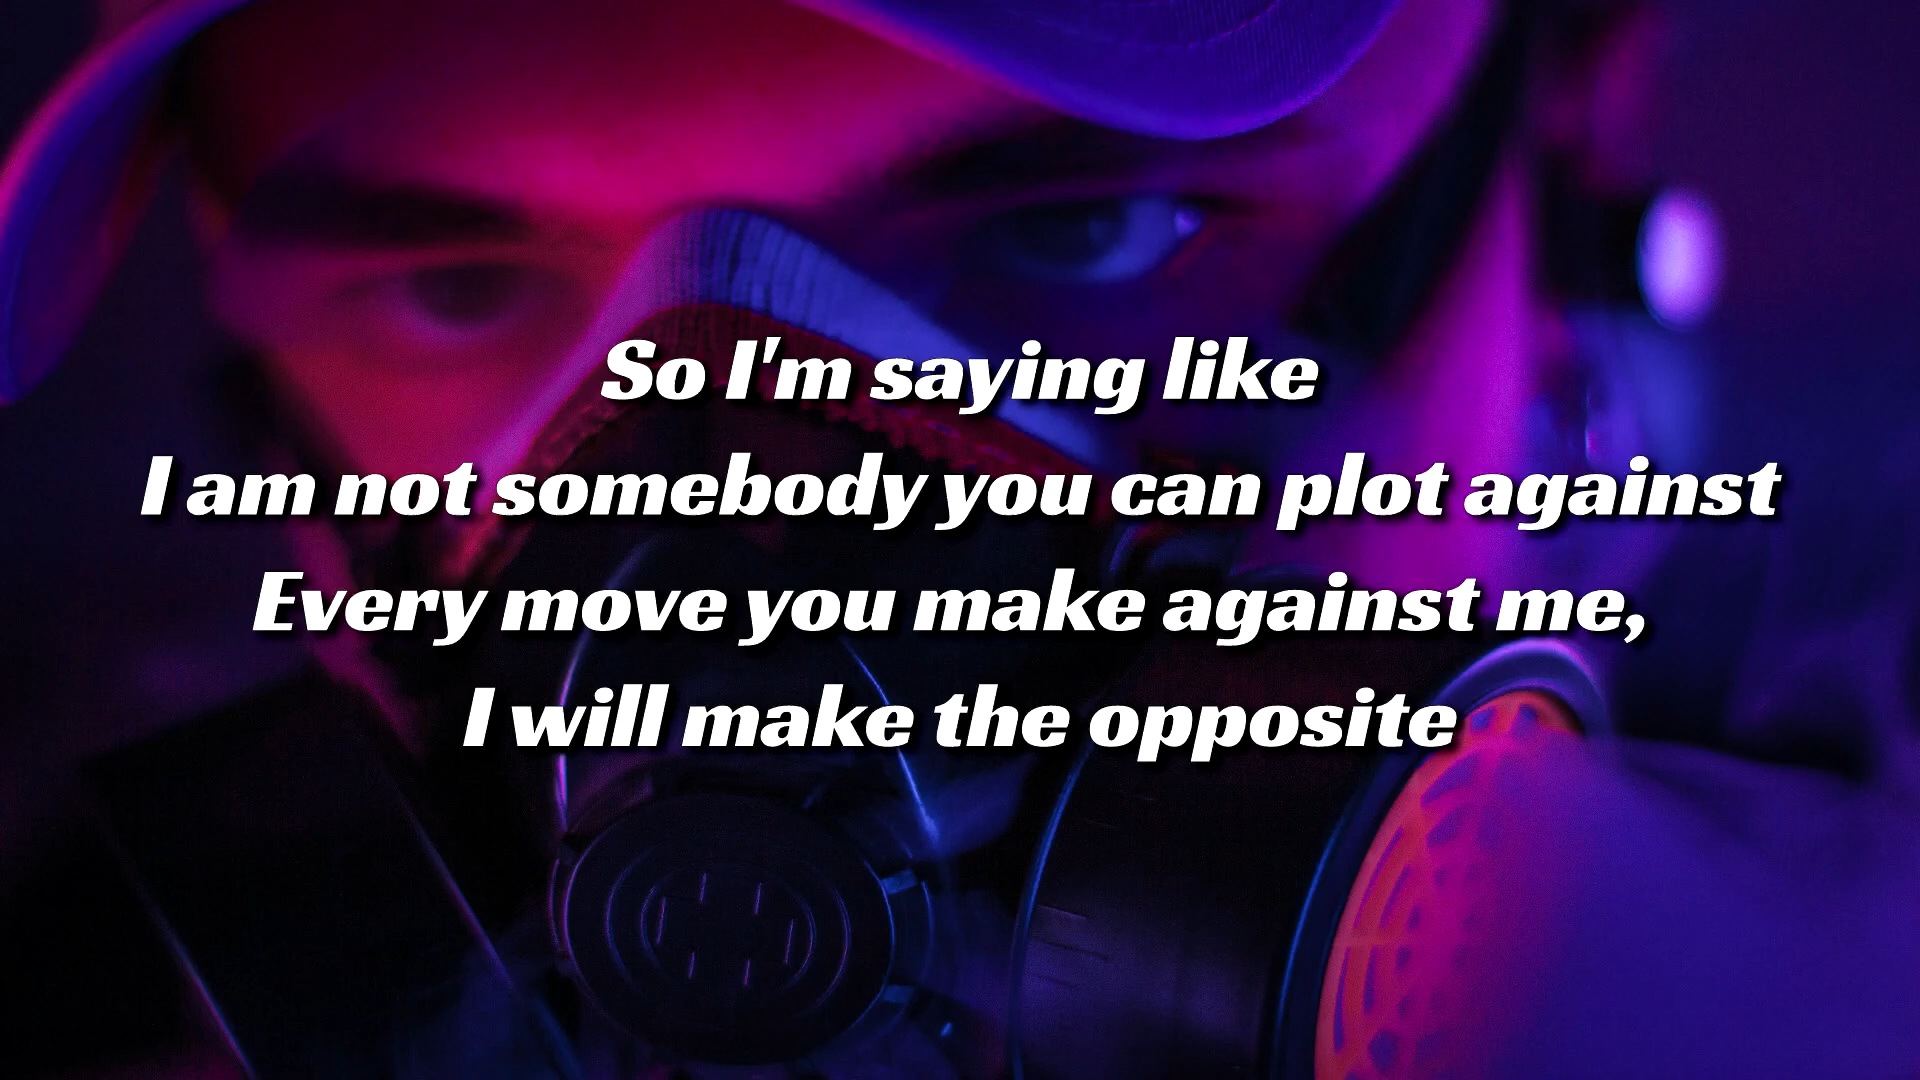 So I'm saying like
I am not somebody you can plot against
Every move you make against me,
I will make the opposite